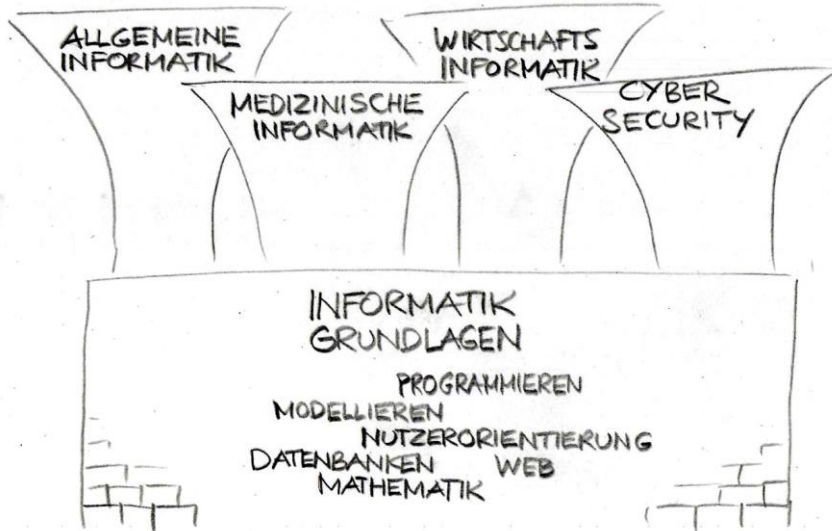 ALLGEMEINE
INFORMATIK
WIRTSCHAFTS
INFORMATIK
MEDIZINISCHE
INFORMATIK
CYBER
SECURITY
INFORMATIK
GRUNDLAGEN
PROGRAMMIEREN
MODELLIEREN
NUTZERORIENTIERUNG
DATENBANKEN WEB
MATHEMATIK